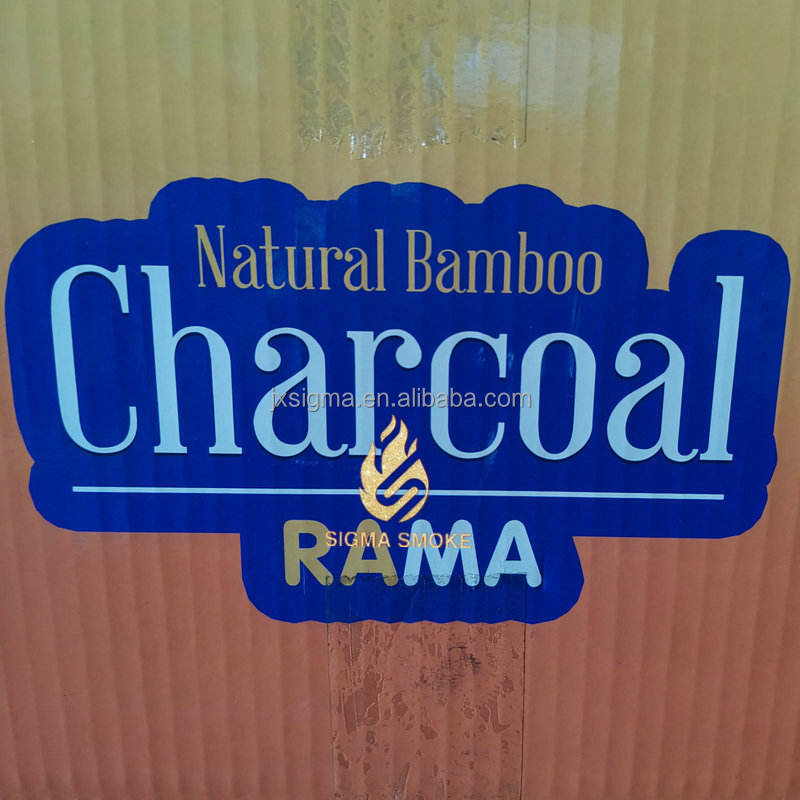 Natural Bamboo
Charcoal
jxsigma.en.alibaba.com
SIGMA SMOKE
RAMA